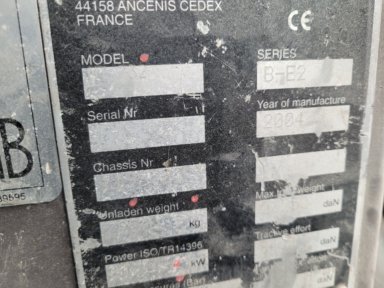 44158 ANCENIS CEDEX
FRANCE
CE
MODEL
SERIES
B-E2
Serial Nr
Year of manufacture
2004
Chassis Nr
Unladen weight
kg
daN
Power ISO/TR14396
kW
Tractive effort
daN
daN